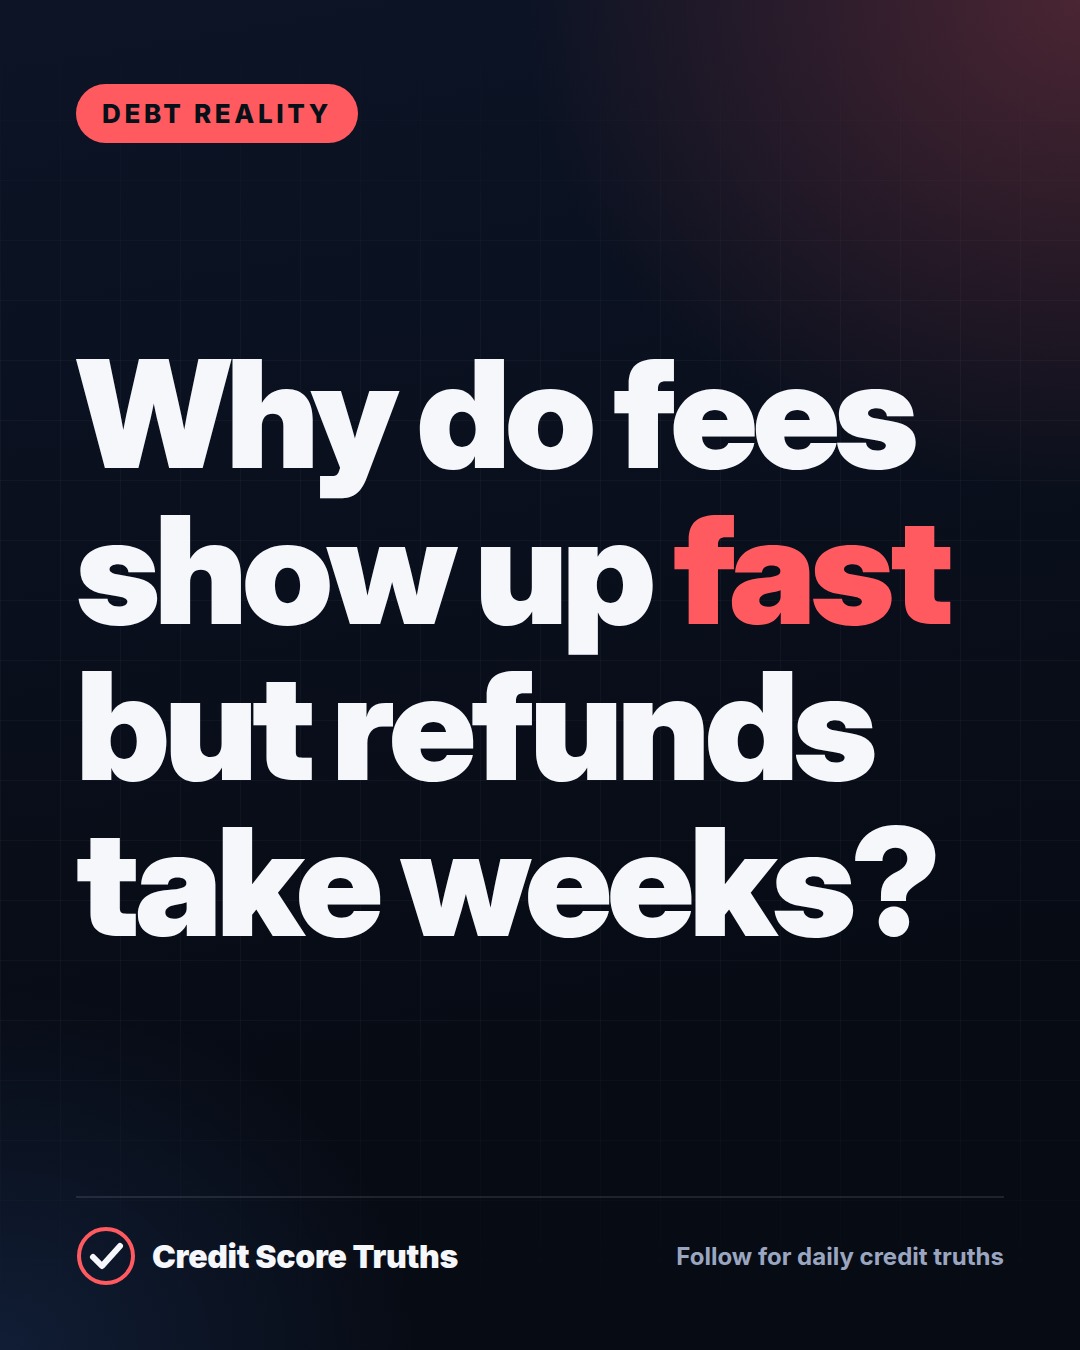 DEBT REALITY
Why do fees
show up fast
but refunds
take weeks?
Credit Score Truths
Follow for daily credit truths